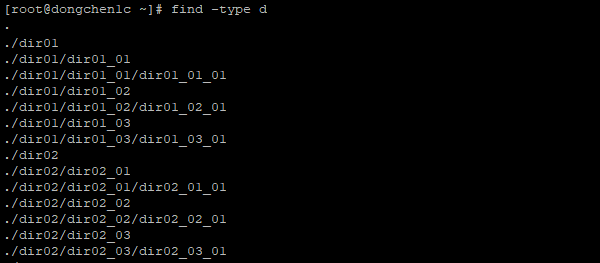 [root@dongchenlc ~]# find -type d
.
./dir01
./dir01/dir01_01
./dir01/dir01_01/dir01_01_01
./dir01/dir01_02
./dir01/dir01_02/dir01_02_01
./dir01/dir01_03
./dir01/dir01_03/dir01_03_01
./dir02
./dir02/dir02_01
./dir02/dir02_01/dir02_01_01
./dir02/dir02_02
./dir02/dir02_02/dir02_02_01
./dir02/dir02_03
./dir02/dir02_03/dir02_03_01